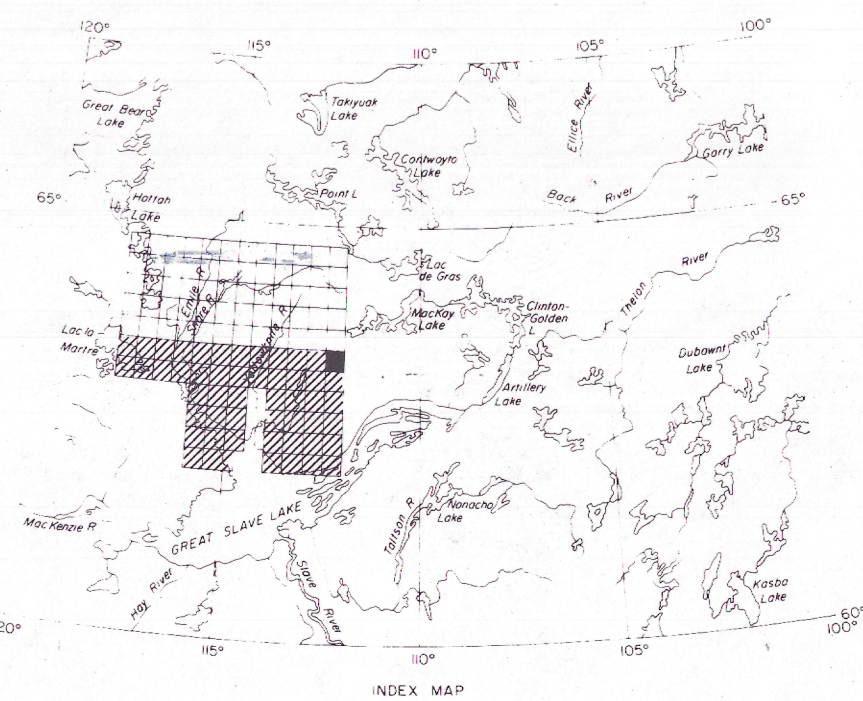 120°
115°
110°
105°
100°
Great Bear
Lake
Takiyuak
Lake
Ellice River
Contwoyto
Lake
Garry Lake
65°
Hottah
Lake
Point L
Back River
65°
Lac
de Gras
Thelon River
Emile R
Snare R
MacKay
Lake
Clinton-
Golden
L
Lac la
Martre
Dubawnt
Lake
Artillery
Lake
MacKenzie R
GREAT SLAVE LAKE
Taltson R
Nonacho
Lake
Hay River
Slave River
Kasba
Lake
20°
60°
100°
115°
110°
105°
INDEX MAP